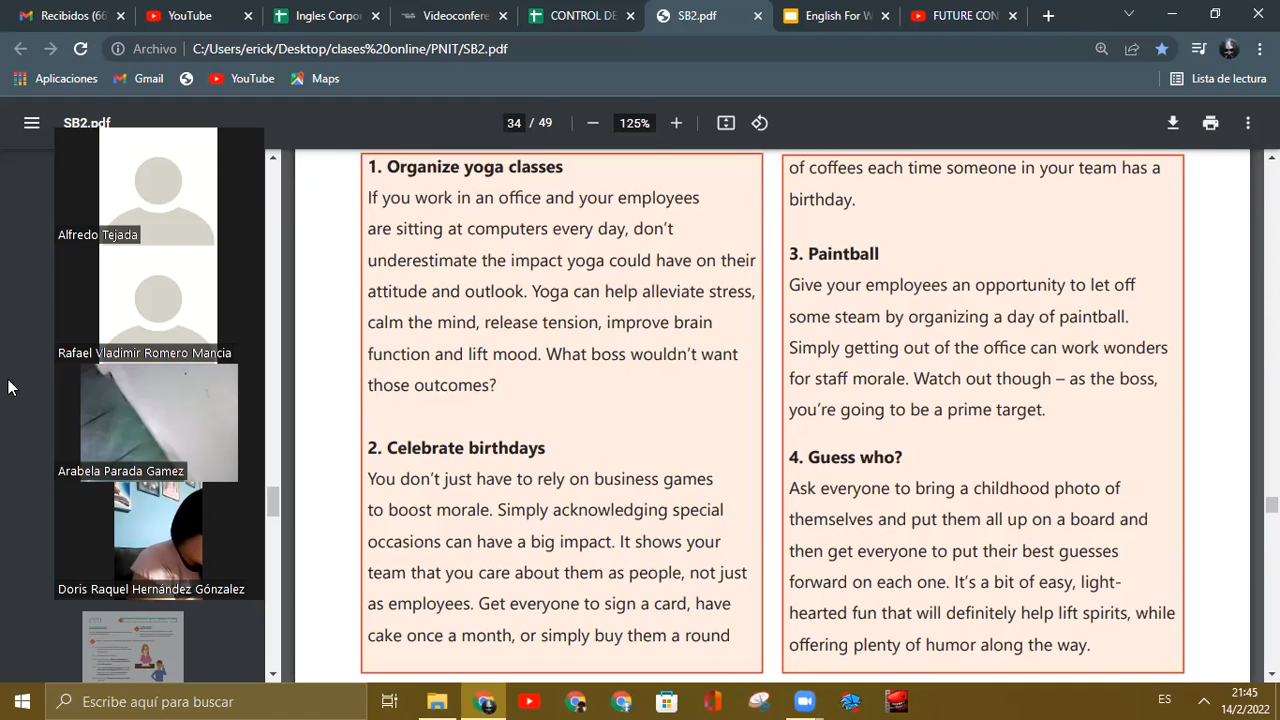 Recibidos
YouTube
Ingles Corpor
Videoconfere
CONTROL DE
SB2.pdf
English For W
FUTURE CON
Archivo
C:/Users/erick/Desktop/clases%20online/PNIT/SB2.pdf
Aplicaciones
Gmail
YouTube
Maps
Lista de lectura
SB2.pdf
34 / 49
125%
Alfredo Tejada
Rafael Vladimir Romero Mancia
Arabela Parada Gamez
Doris Raquel Hernández Gónzalez
1. Organize yoga classes
If you work in an office and your employees
are sitting at computers every day, don't
underestimate the impact yoga could have on their
attitude and outlook. Yoga can help alleviate stress,
calm the mind, release tension, improve brain
function and lift mood. What boss wouldn't want
those outcomes?
2. Celebrate birthdays
You don't just have to rely on business games
to boost morale. Simply acknowledging special
occasions can have a big impact. It shows your
team that you care about them as people, not just
as employees. Get everyone to sign a card, have
cake once a month, or simply buy them a round
of coffees each time someone in your team has a
birthday.
3. Paintball
Give your employees an opportunity to let off
some steam by organizing a day of paintball.
Simply getting out of the office can work wonders
for staff morale. Watch out though – as the boss,
you're going to be a prime target.
4. Guess who?
Ask everyone to bring a childhood photo of
themselves and put them all up on a board and
then get everyone to put their best guesses
forward on each one. It's a bit of easy, light-
hearted fun that will definitely help lift spirits, while
offering plenty of humor along the way.
Escribe aquí para buscar
ES
21:45
14/2/2022